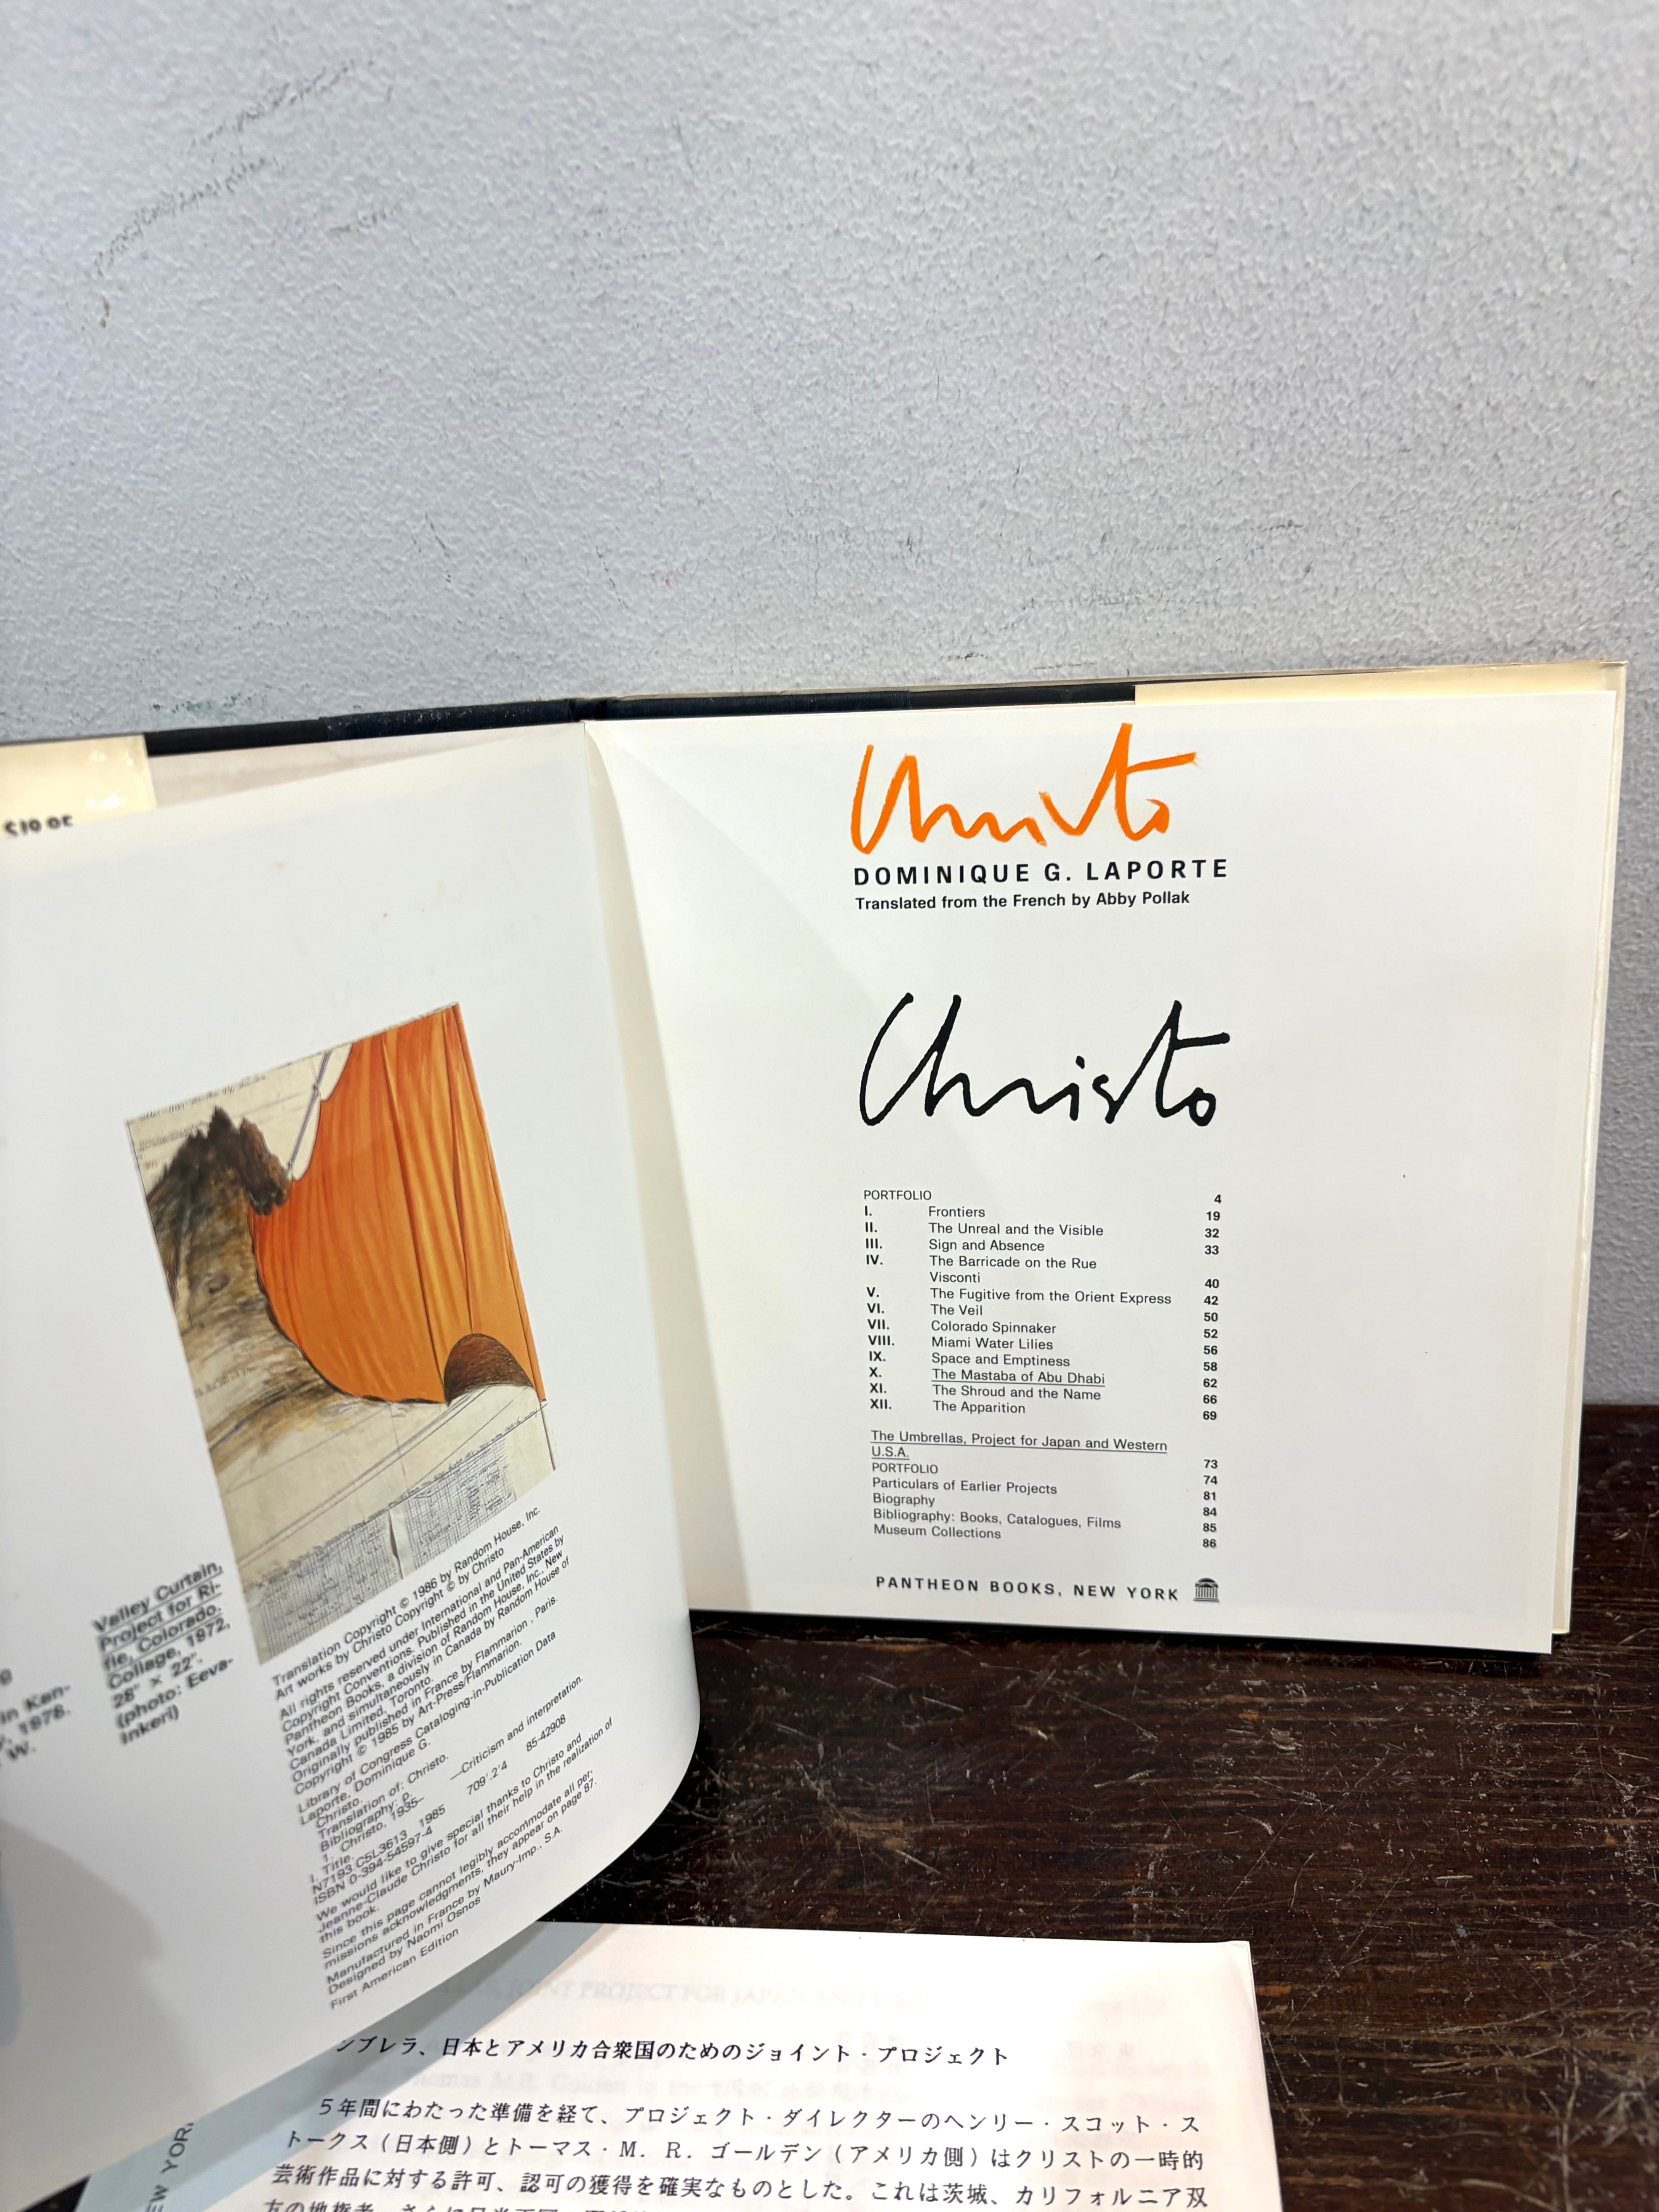 $19.95
Valley Curtain,
Project for Ri-
fle, Colorado.
Collage, 1972,
28" × 22".
(photo: Eeva-
Inkeri)
in Kan-
1978.
W.
Translation Copyright © 1986 by Random House, Inc.
Art works by Christo Copyright © by Christo
All rights reserved under International and Pan-American
Copyright Conventions. Published in the United States by
Pantheon Books, a division of Random House, Inc., New
York, and simultaneously in Canada by Random House of
Canada Limited, Toronto.
Originally published in France by Flammarion, Paris.
Copyright © 1985 by Art-Press/Flammarion.
Library of Congress Cataloging-in-Publication Data
Laporte, Dominique G.
Christo.
Translation of: Christo.
Bibliography: p.
1. Christo, 1935– —Criticism and interpretation.
I. Title.
N7193.C5L3613 1985 709'.2'4 85-42908
ISBN 0-394-54597-4
We would like to give special thanks to Christo and
Jeanne-Claude Christo for all their help in the realization of
this book.
Since this page cannot legibly accommodate all per-
missions acknowledgments, they appear on page 87.
Manufactured in France by Maury-Imp., S.A.
Designed by Naomi Osnos
First American Edition
Christo
DOMINIQUE G. LAPORTE
Translated from the French by Abby Pollak
Christo
PORTFOLIO 4
I. Frontiers 19
II. The Unreal and the Visible 32
III. Sign and Absence 33
IV. The Barricade on the Rue
Visconti 40
V. The Fugitive from the Orient Express 42
VI. The Veil 50
VII. Colorado Spinnaker 52
VIII. Miami Water Lilies 56
IX. Space and Emptiness 58
X. The Mastaba of Abu Dhabi 62
XI. The Shroud and the Name 66
XII. The Apparition 69
The Umbrellas, Project for Japan and Western
U.S.A. 73
PORTFOLIO 74
Particulars of Earlier Projects 81
Biography 84
Bibliography: Books, Catalogues, Films 85
Museum Collections 86
PANTHEON BOOKS, NEW YORK
ンブレラ、日本とアメリカ合衆国のためのジョイント・プロジェクト
5年間にわたった準備を経て、プロジェクト・ダイレクターのヘンリー・スコット・ス
トークス（日本側）とトーマス・M．R．ゴールデン（アメリカ側）はクリストの一時的
芸術作品に対する許可、認可の獲得を確実なものとした。これは茨城、カリフォルニア双
方の地権者、さらに